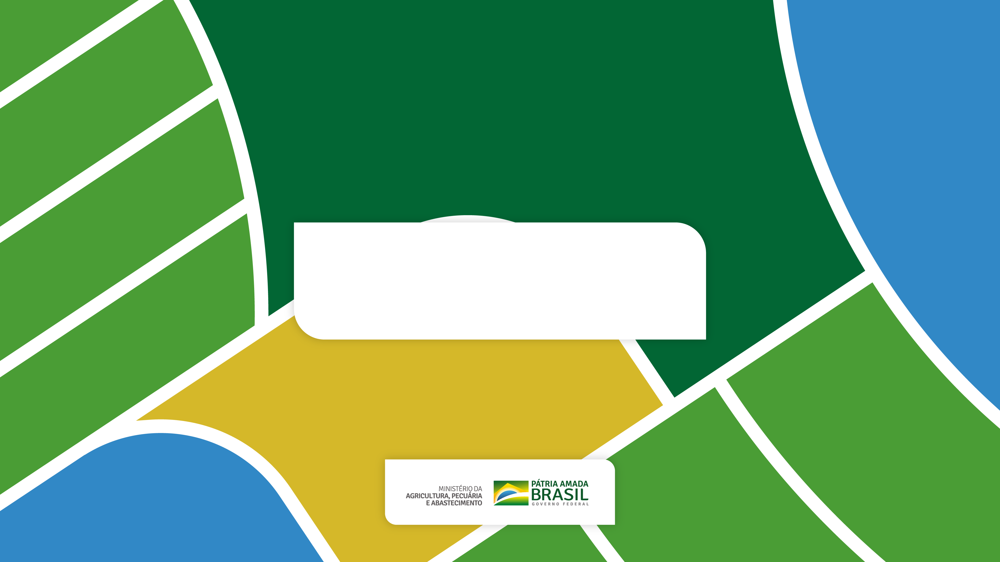 MINISTÉRIO DA
AGRICULTURA, PECUÁRIA
E ABASTECIMENTO
PÁTRIA AMADA
BRASIL
GOVERNO FEDERAL